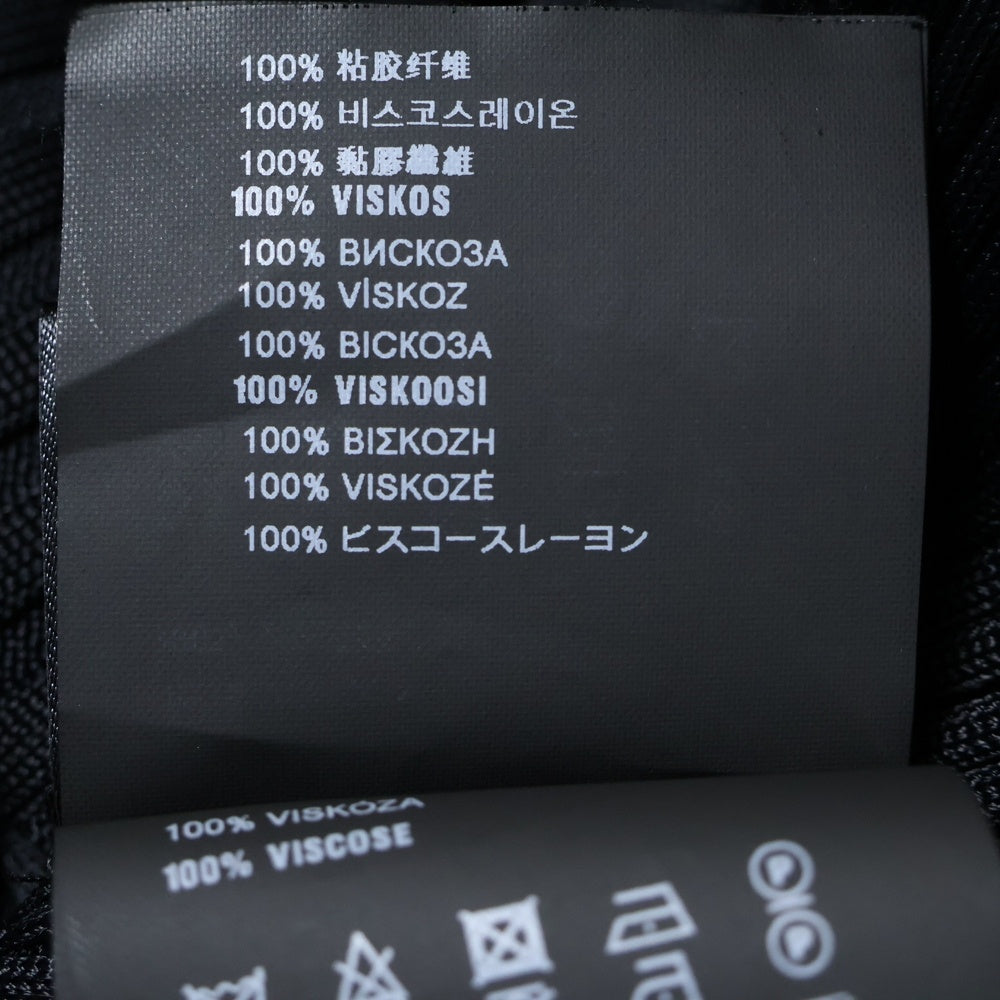 100% 粘胶纤维
100% 비스코스레이온
100% 黏膠纖維
100% VISKOS
100% ВИСКОЗА
100% VİSKOZ
100% ВІСКОЗА
100% VISKOOSI
100% ΒΙΣΚΟΖΗ
100% VISKOZĖ
100% ビスコースレーヨン
100% VISKÓZA
100% VISCOSE
P
P